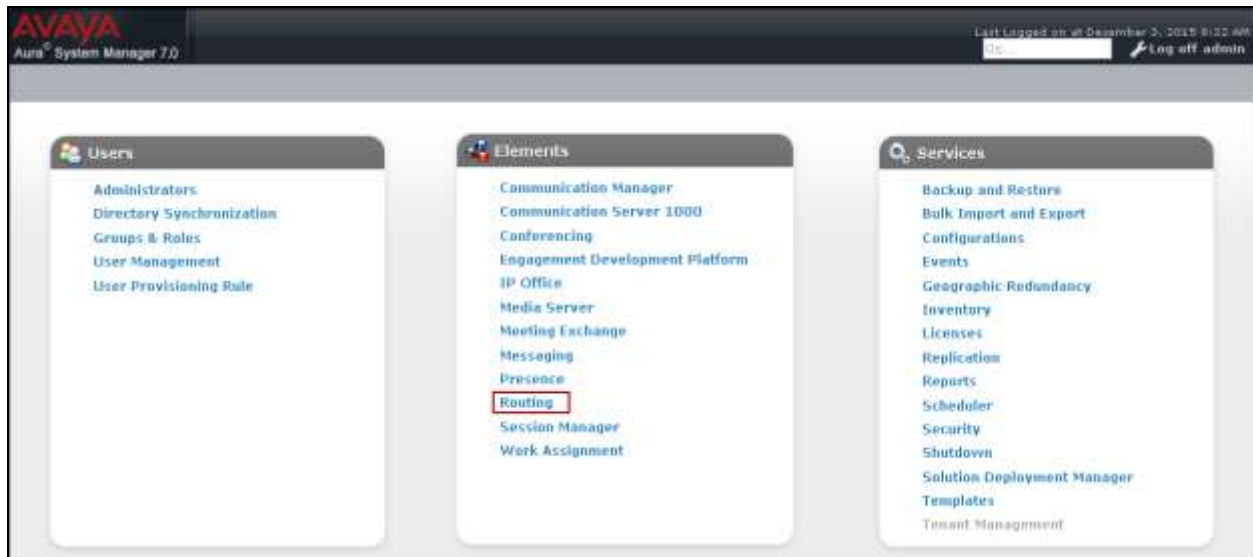 AVAYA
Aura® System Manager 7.0
Last Logged on at December 3, 2015 8:22 AM
Go...
Log off admin
Users
Administrators
Directory Synchronization
Groups & Roles
User Management
User Provisioning Rule
Elements
Communication Manager
Communication Server 1000
Conferencing
Engagement Development Platform
IP Office
Media Server
Meeting Exchange
Messaging
Presence
Routing
Session Manager
Work Assignment
Services
Backup and Restore
Bulk Import and Export
Configurations
Events
Geographic Redundancy
Inventory
Licenses
Replication
Reports
Scheduler
Security
Shutdown
Solution Deployment Manager
Templates
Tenant Management